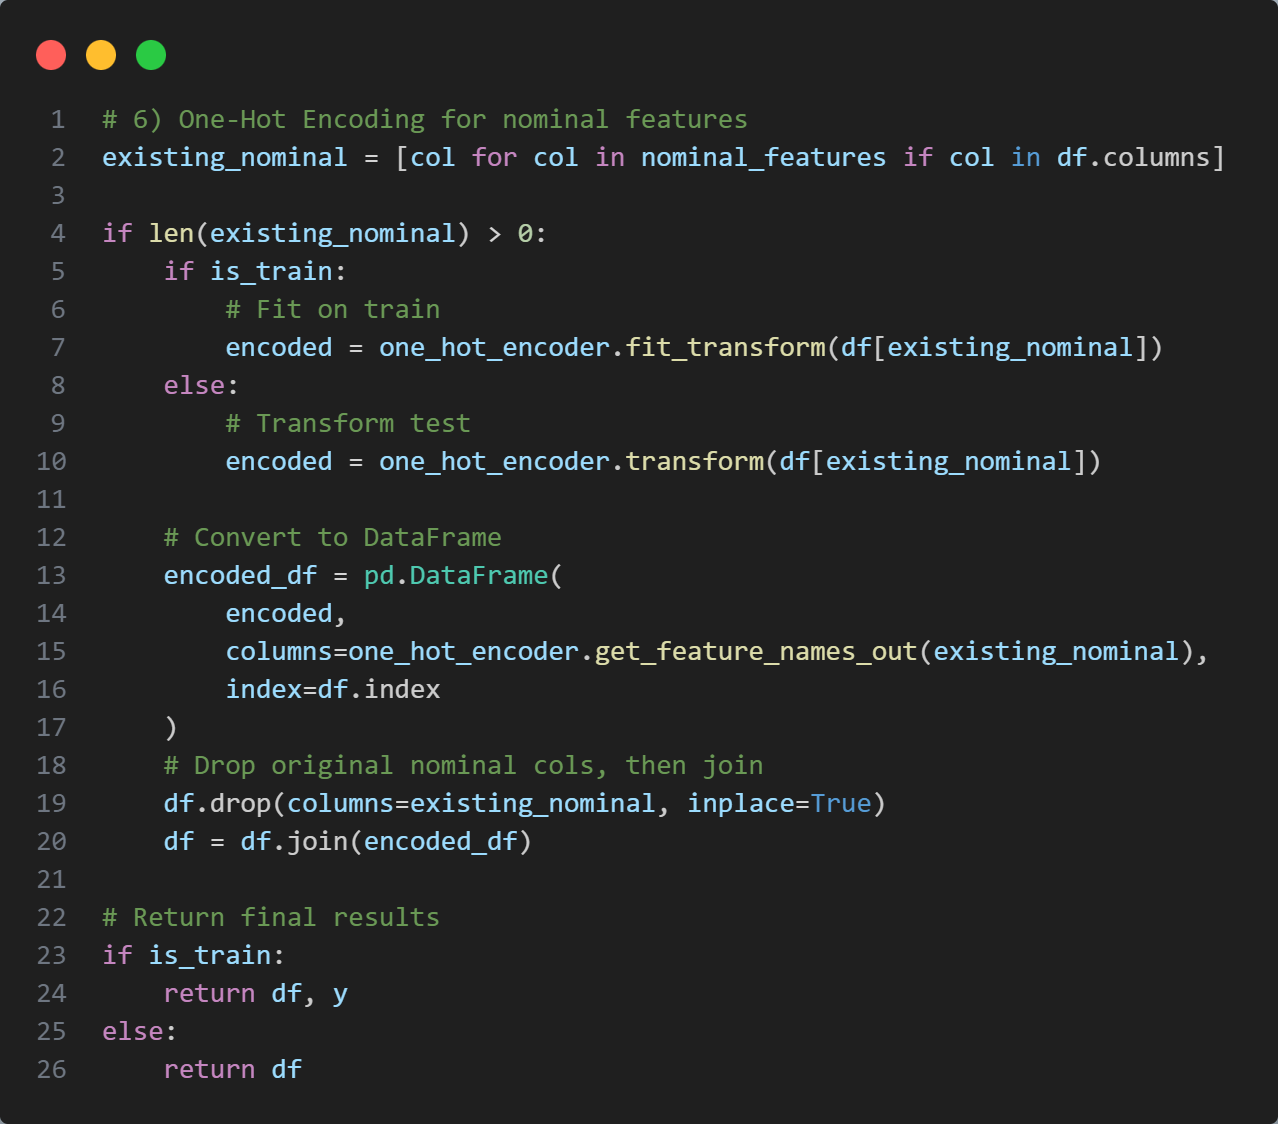 1 # 6) One-Hot Encoding for nominal features
2 existing_nominal = [col for col in nominal_features if col in df.columns]
3
4 if len(existing_nominal) > 0:
5     if is_train:
6         # Fit on train
7         encoded = one_hot_encoder.fit_transform(df[existing_nominal])
8     else:
9         # Transform test
10         encoded = one_hot_encoder.transform(df[existing_nominal])
11
12     # Convert to DataFrame
13     encoded_df = pd.DataFrame(
14         encoded,
15         columns=one_hot_encoder.get_feature_names_out(existing_nominal),
16         index=df.index
17     )
18     # Drop original nominal cols, then join
19     df.drop(columns=existing_nominal, inplace=True)
20     df = df.join(encoded_df)
21
22 # Return final results
23 if is_train:
24     return df, y
25 else:
26     return df